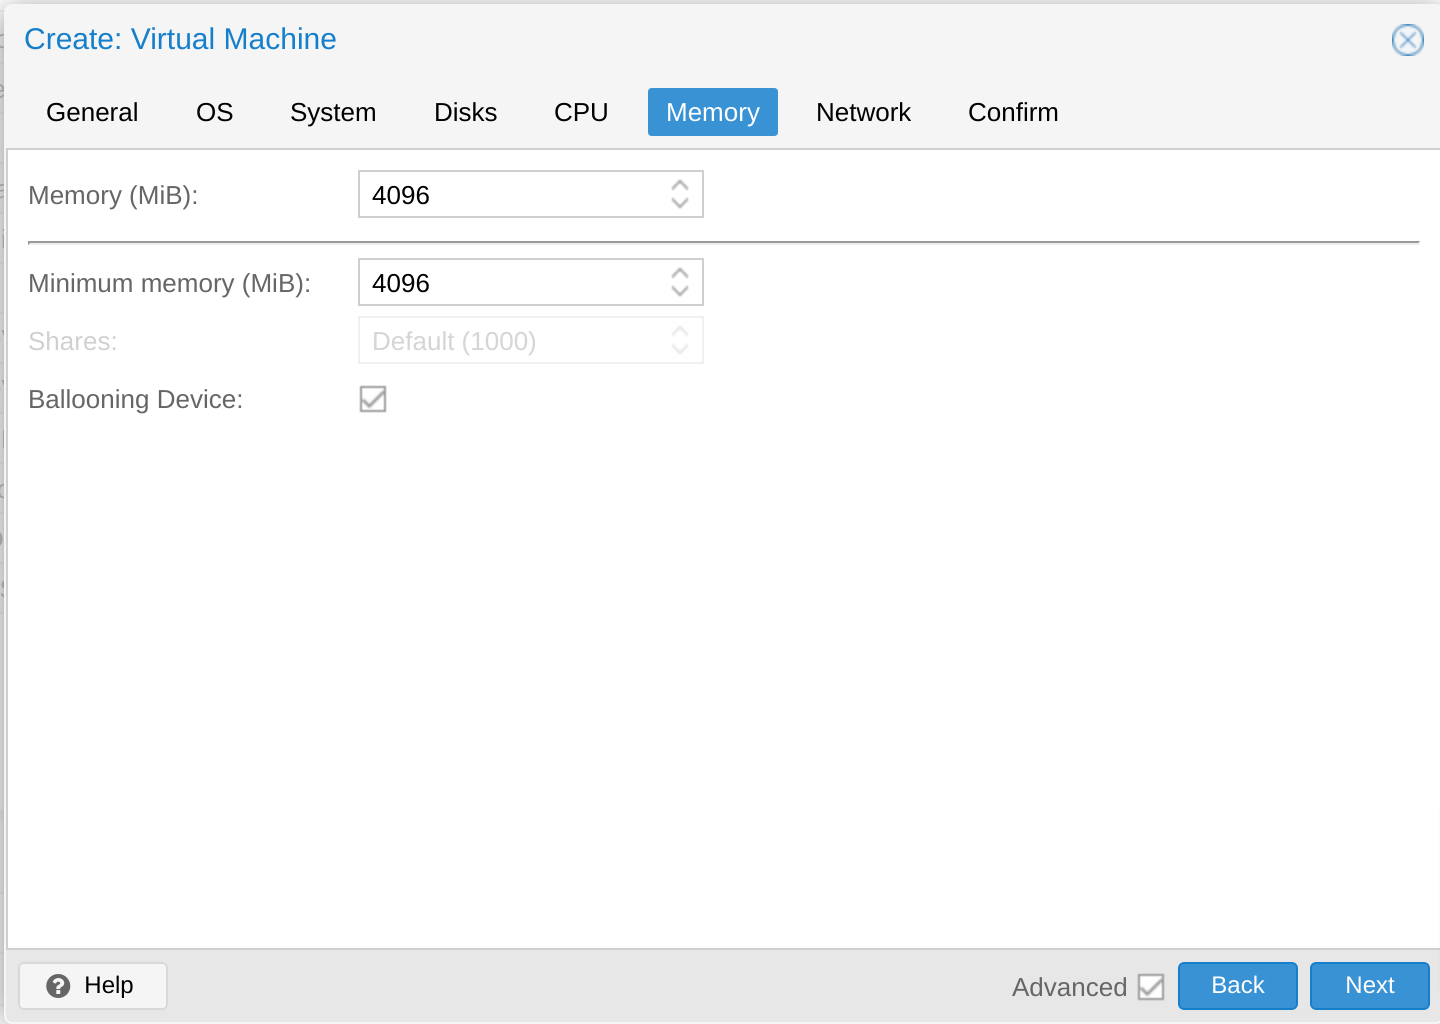 Create: Virtual Machine
General OS System Disks CPU Memory Network Confirm
Memory (MiB): 4096
Minimum memory (MiB): 4096
Shares: Default (1000)
Ballooning Device:
Help Advanced Back Next